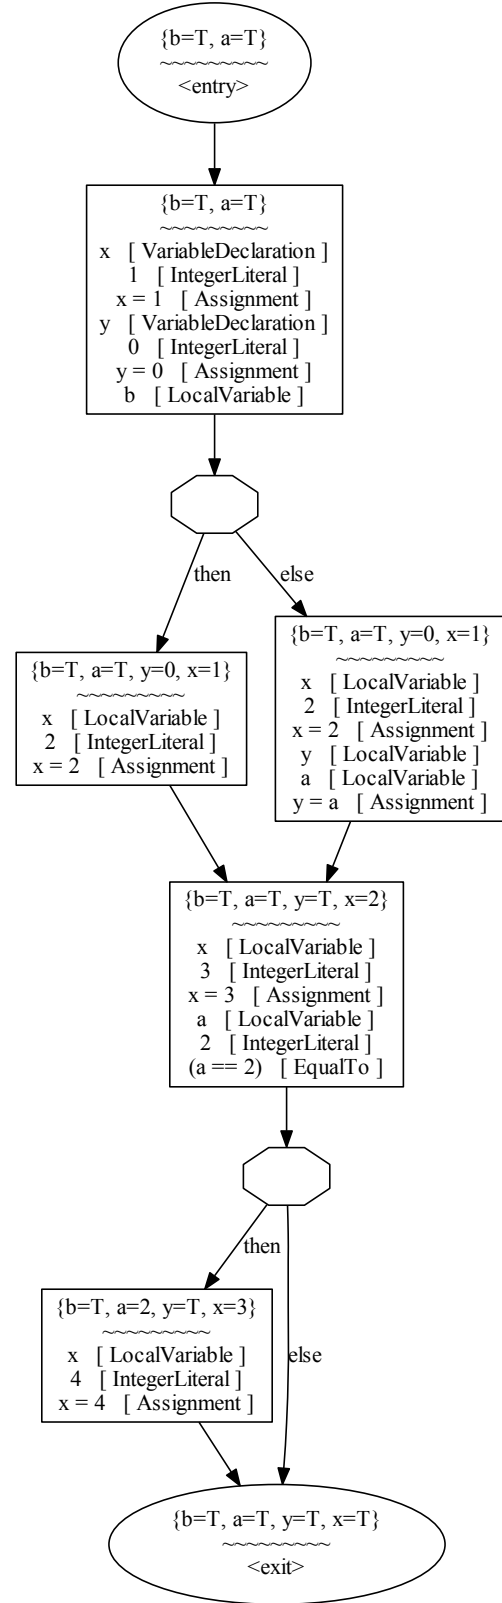 {b=T, a=T}
~~~~~~~~~
<entry>
{b=T, a=T}
~~~~~~~~~
x [ VariableDeclaration ]
1 [ IntegerLiteral ]
x = 1 [ Assignment ]
y [ VariableDeclaration ]
0 [ IntegerLiteral ]
y = 0 [ Assignment ]
b [ LocalVariable ]
then
else
{b=T, a=T, y=0, x=1}
~~~~~~~~~
x [ LocalVariable ]
2 [ IntegerLiteral ]
x = 2 [ Assignment ]
{b=T, a=T, y=0, x=1}
~~~~~~~~~
x [ LocalVariable ]
2 [ IntegerLiteral ]
x = 2 [ Assignment ]
y [ LocalVariable ]
a [ LocalVariable ]
y = a [ Assignment ]
{b=T, a=T, y=T, x=2}
~~~~~~~~~
x [ LocalVariable ]
3 [ IntegerLiteral ]
x = 3 [ Assignment ]
a [ LocalVariable ]
2 [ IntegerLiteral ]
(a == 2) [ EqualTo ]
then
else
{b=T, a=2, y=T, x=3}
~~~~~~~~~
x [ LocalVariable ]
4 [ IntegerLiteral ]
x = 4 [ Assignment ]
{b=T, a=T, y=T, x=T}
~~~~~~~~~
<exit>